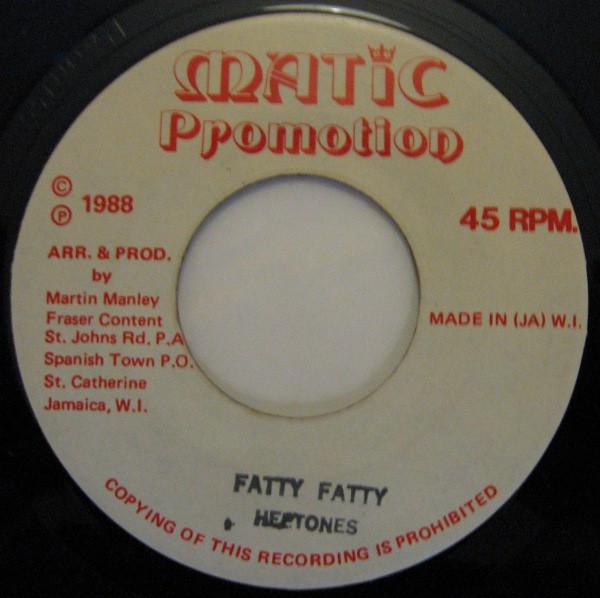 MATIC
Promotion
© 1988
℗
45 RPM.
ARR. & PROD.
by
Martin Manley
Fraser Content
St. Johns Rd. P.A
Spanish Town P.O.
St. Catherine
Jamaica, W.I.
MADE IN (JA) W.I.
FATTY FATTY
HEPTONES
COPYING OF THIS RECORDING IS PROHIBITED